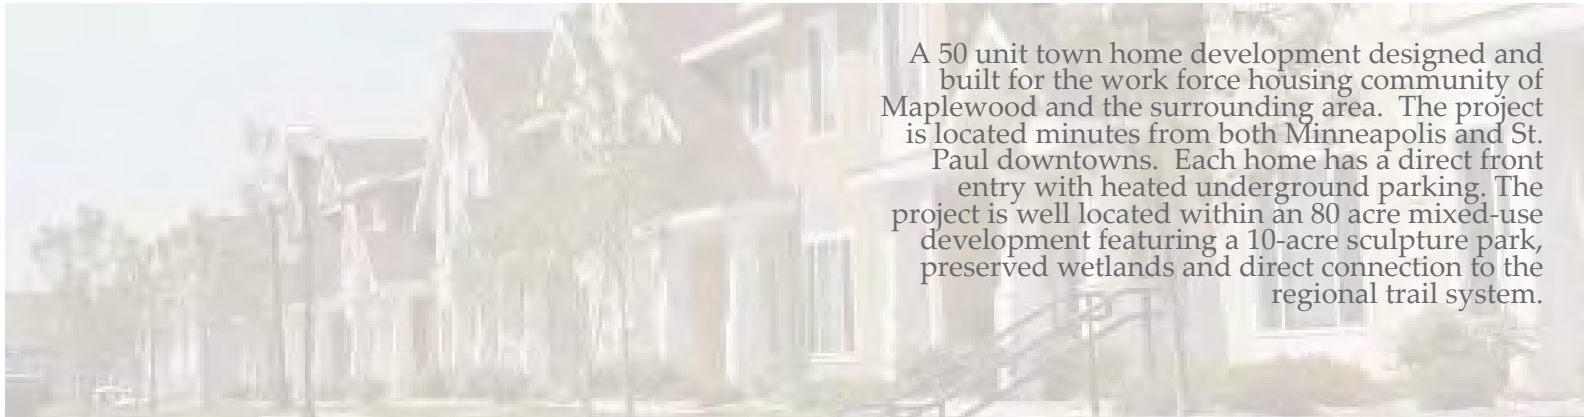 A 50 unit town home development designed and
built for the work force housing community of
Maplewood and the surrounding area.  The project
is located minutes from both Minneapolis and St.
Paul downtowns.  Each home has a direct front
entry with heated underground parking. The
project is well located within an 80 acre mixed-use
development featuring a 10-acre sculpture park,
preserved wetlands and direct connection to the
regional trail system.